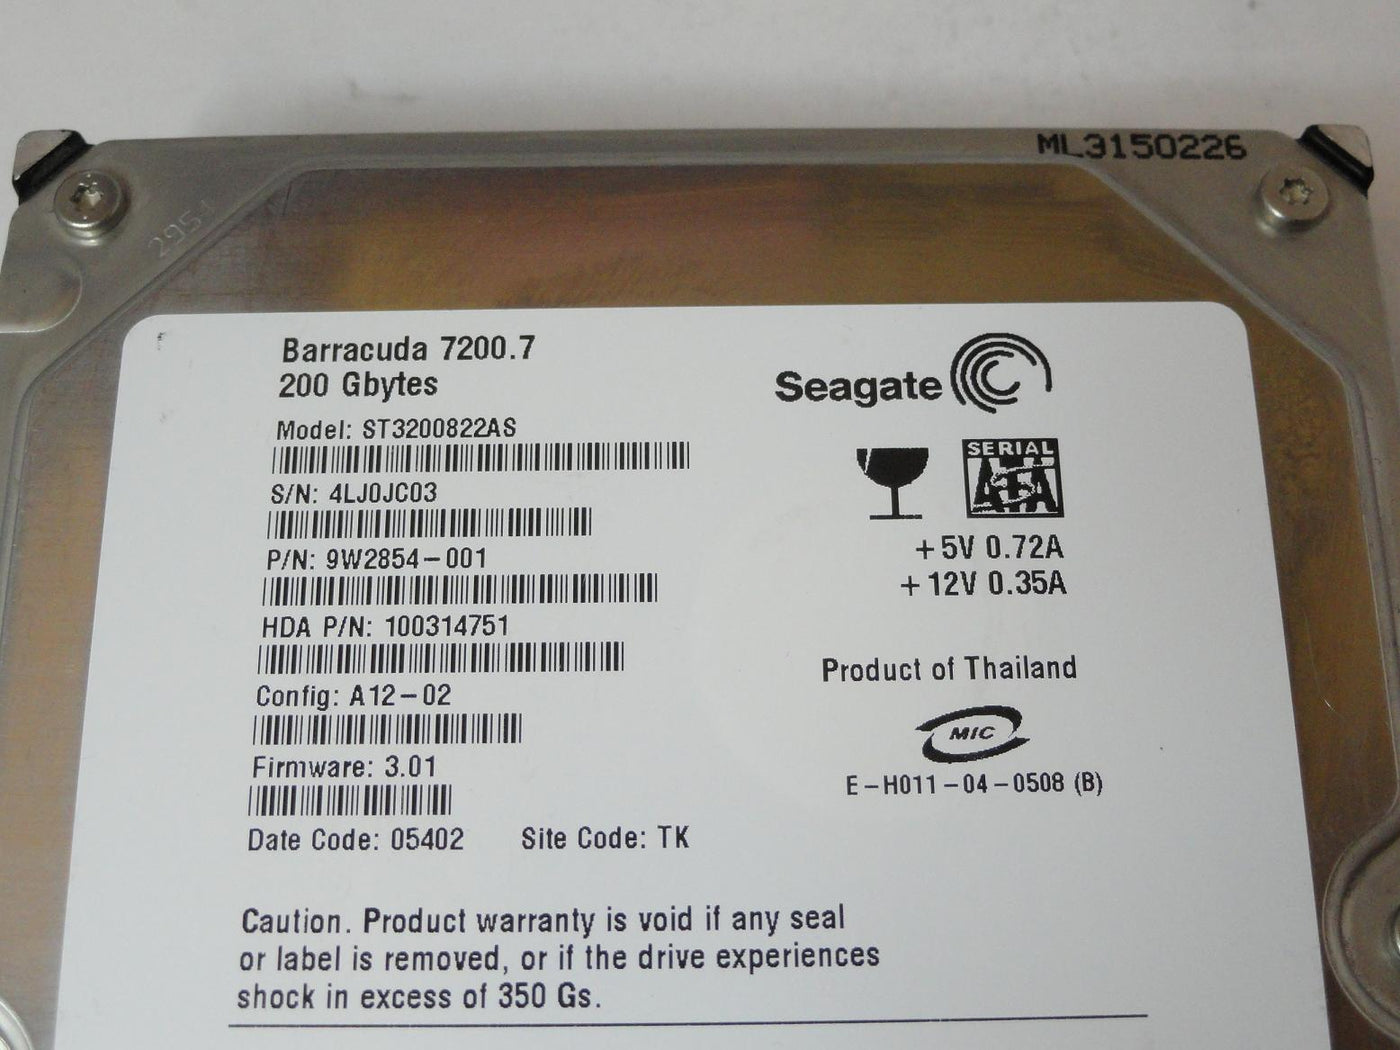 ML3150226
295
Barracuda 7200.7
200 Gbytes
Seagate
Model: ST3200822AS
SERIAL
ATA
S/N: 4LJ0JC03
+5V 0.72A
P/N: 9W2854-001
+12V 0.35A
HDA P/N: 100314751
Product of Thailand
Config: A12-02
MIC
Firmware: 3.01
E-H011-04-0508 (B)
Date Code: 05402 Site Code: TK
Caution. Product warranty is void if any seal
or label is removed, or if the drive experiences
shock in excess of 350 Gs.